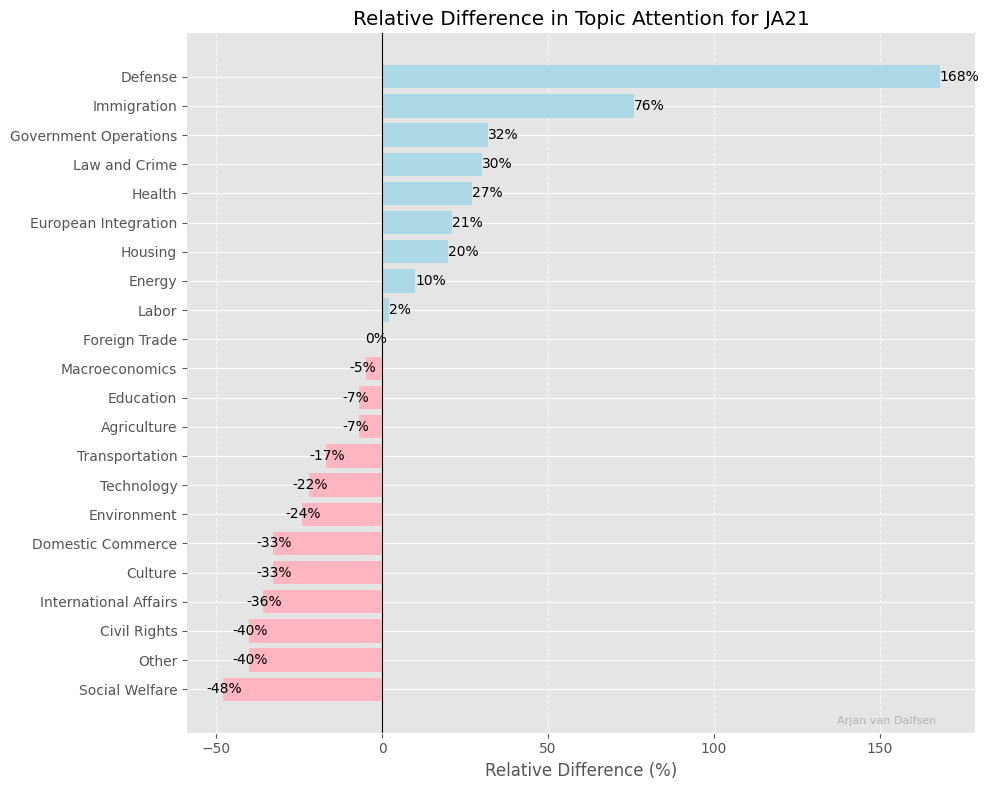 Relative Difference in Topic Attention for JA21
Defense 168%
Immigration 76%
Government Operations 32%
Law and Crime 30%
Health 27%
European Integration 21%
Housing 20%
Energy 10%
Labor 2%
Foreign Trade 0%
Macroeconomics -5%
Education -7%
Agriculture -7%
Transportation -17%
Technology -22%
Environment -24%
Domestic Commerce -33%
Culture -33%
International Affairs -36%
Civil Rights -40%
Other -40%
Social Welfare -48%
Arjan van Dalfsen
−50 0 50 100 150
Relative Difference (%)